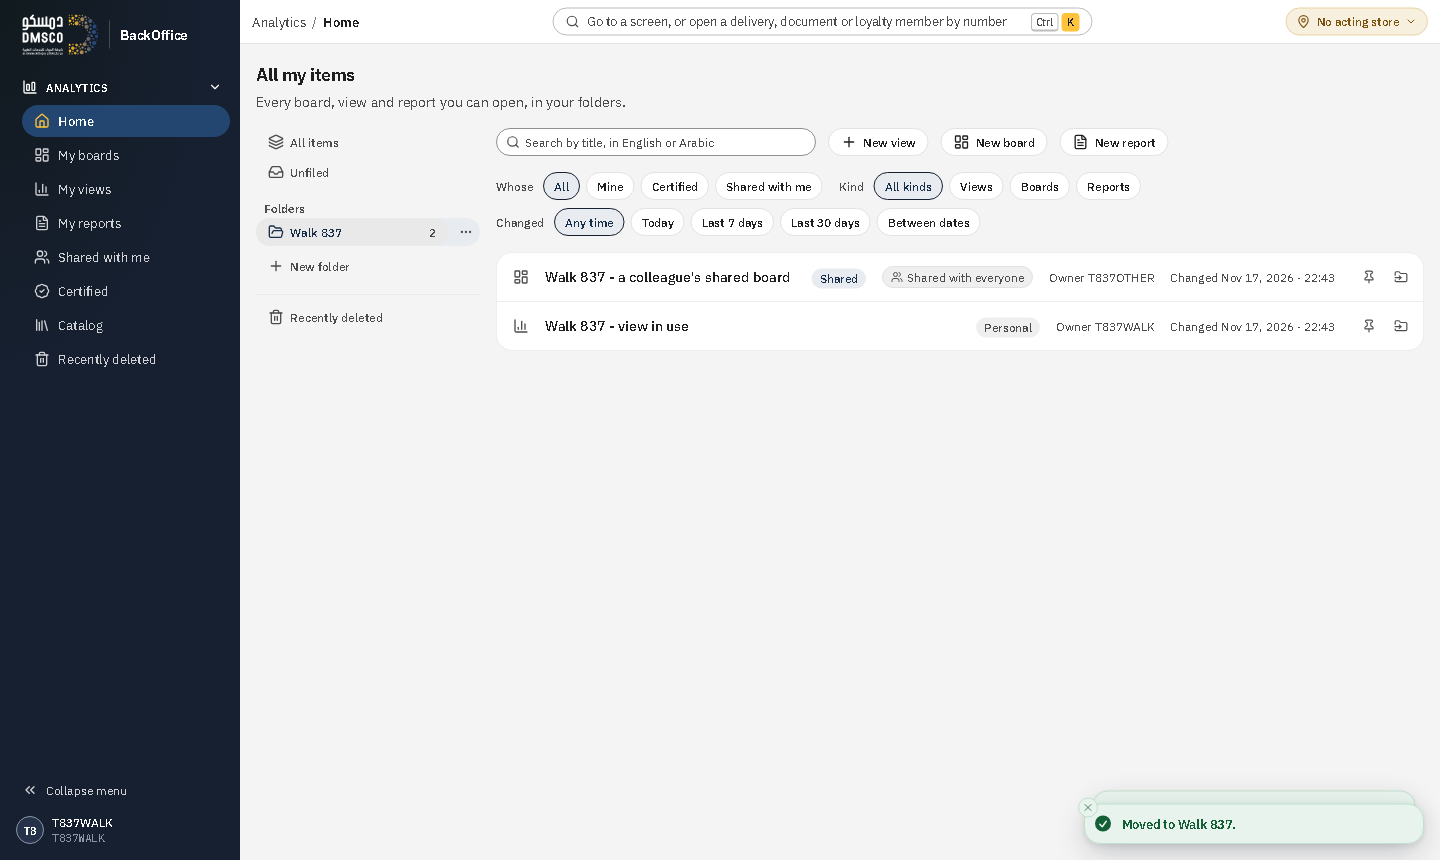 دمسكو
DMSCO
BackOffice
Analytics / Home
Go to a screen, or open a delivery, document or loyalty member by number
Ctrl K
No acting store
ANALYTICS
Home
My boards
My views
My reports
Shared with me
Certified
Catalog
Recently deleted
Collapse menu
T8
T837WALK
T837WALK
All my items
Every board, view and report you can open, in your folders.
All items
Unfiled
Folders
Walk 837 2
New folder
Recently deleted
Search by title, in English or Arabic
New view
New board
New report
Whose All Mine Certified Shared with me Kind All kinds Views Boards Reports
Changed Any time Today Last 7 days Last 30 days Between dates
Walk 837 - a colleague's shared board Shared Shared with everyone Owner T837OTHER Changed Nov 17, 2026 - 22:43
Walk 837 - view in use Personal Owner T837WALK Changed Nov 17, 2026 - 22:43
Moved to Walk 837.